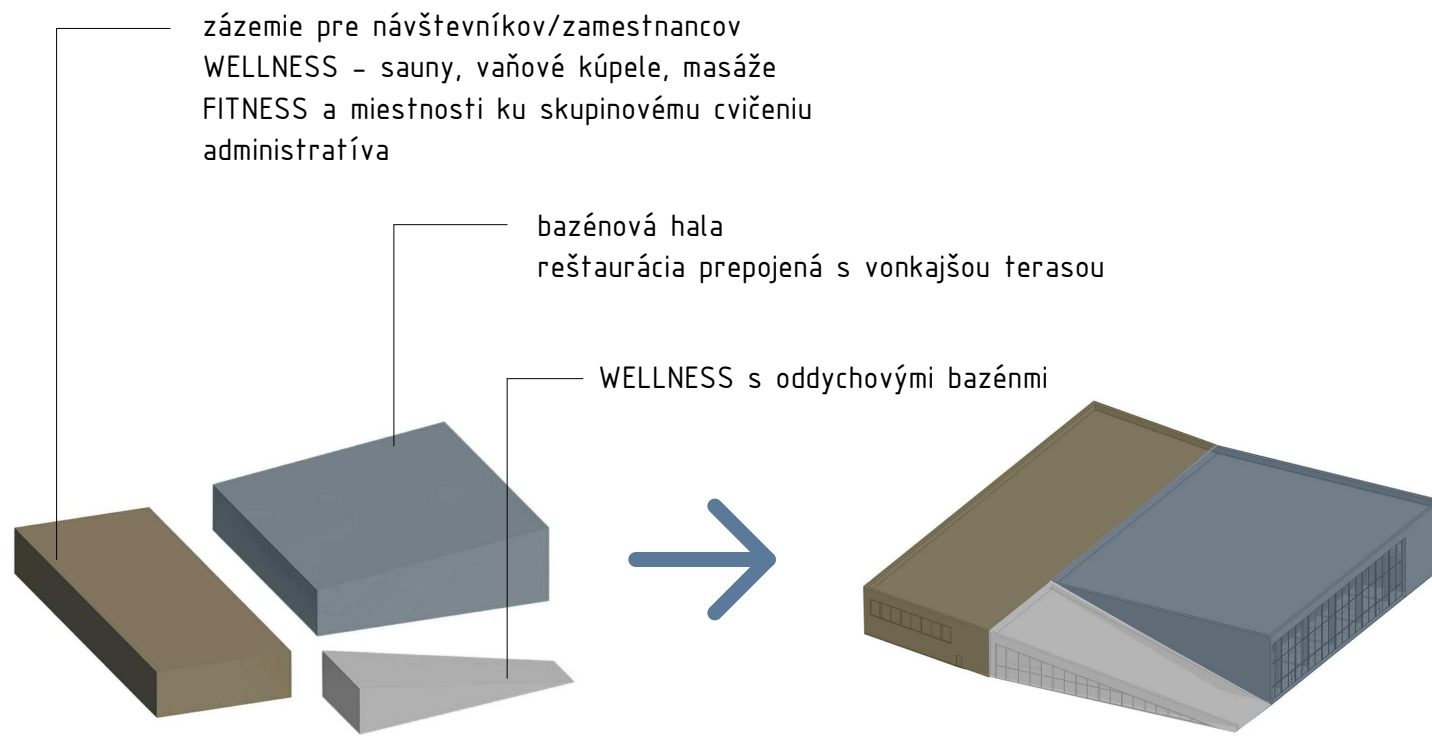 zázemie pre návštevníkov/zamestnancov
WELLNESS - sauny, vaňové kúpele, masáže
FITNESS a miestnosti ku skupinovému cvičeniu
administratíva
bazénová hala
reštaurácia prepojená s vonkajšou terasou
WELLNESS s oddychovými bazénmi